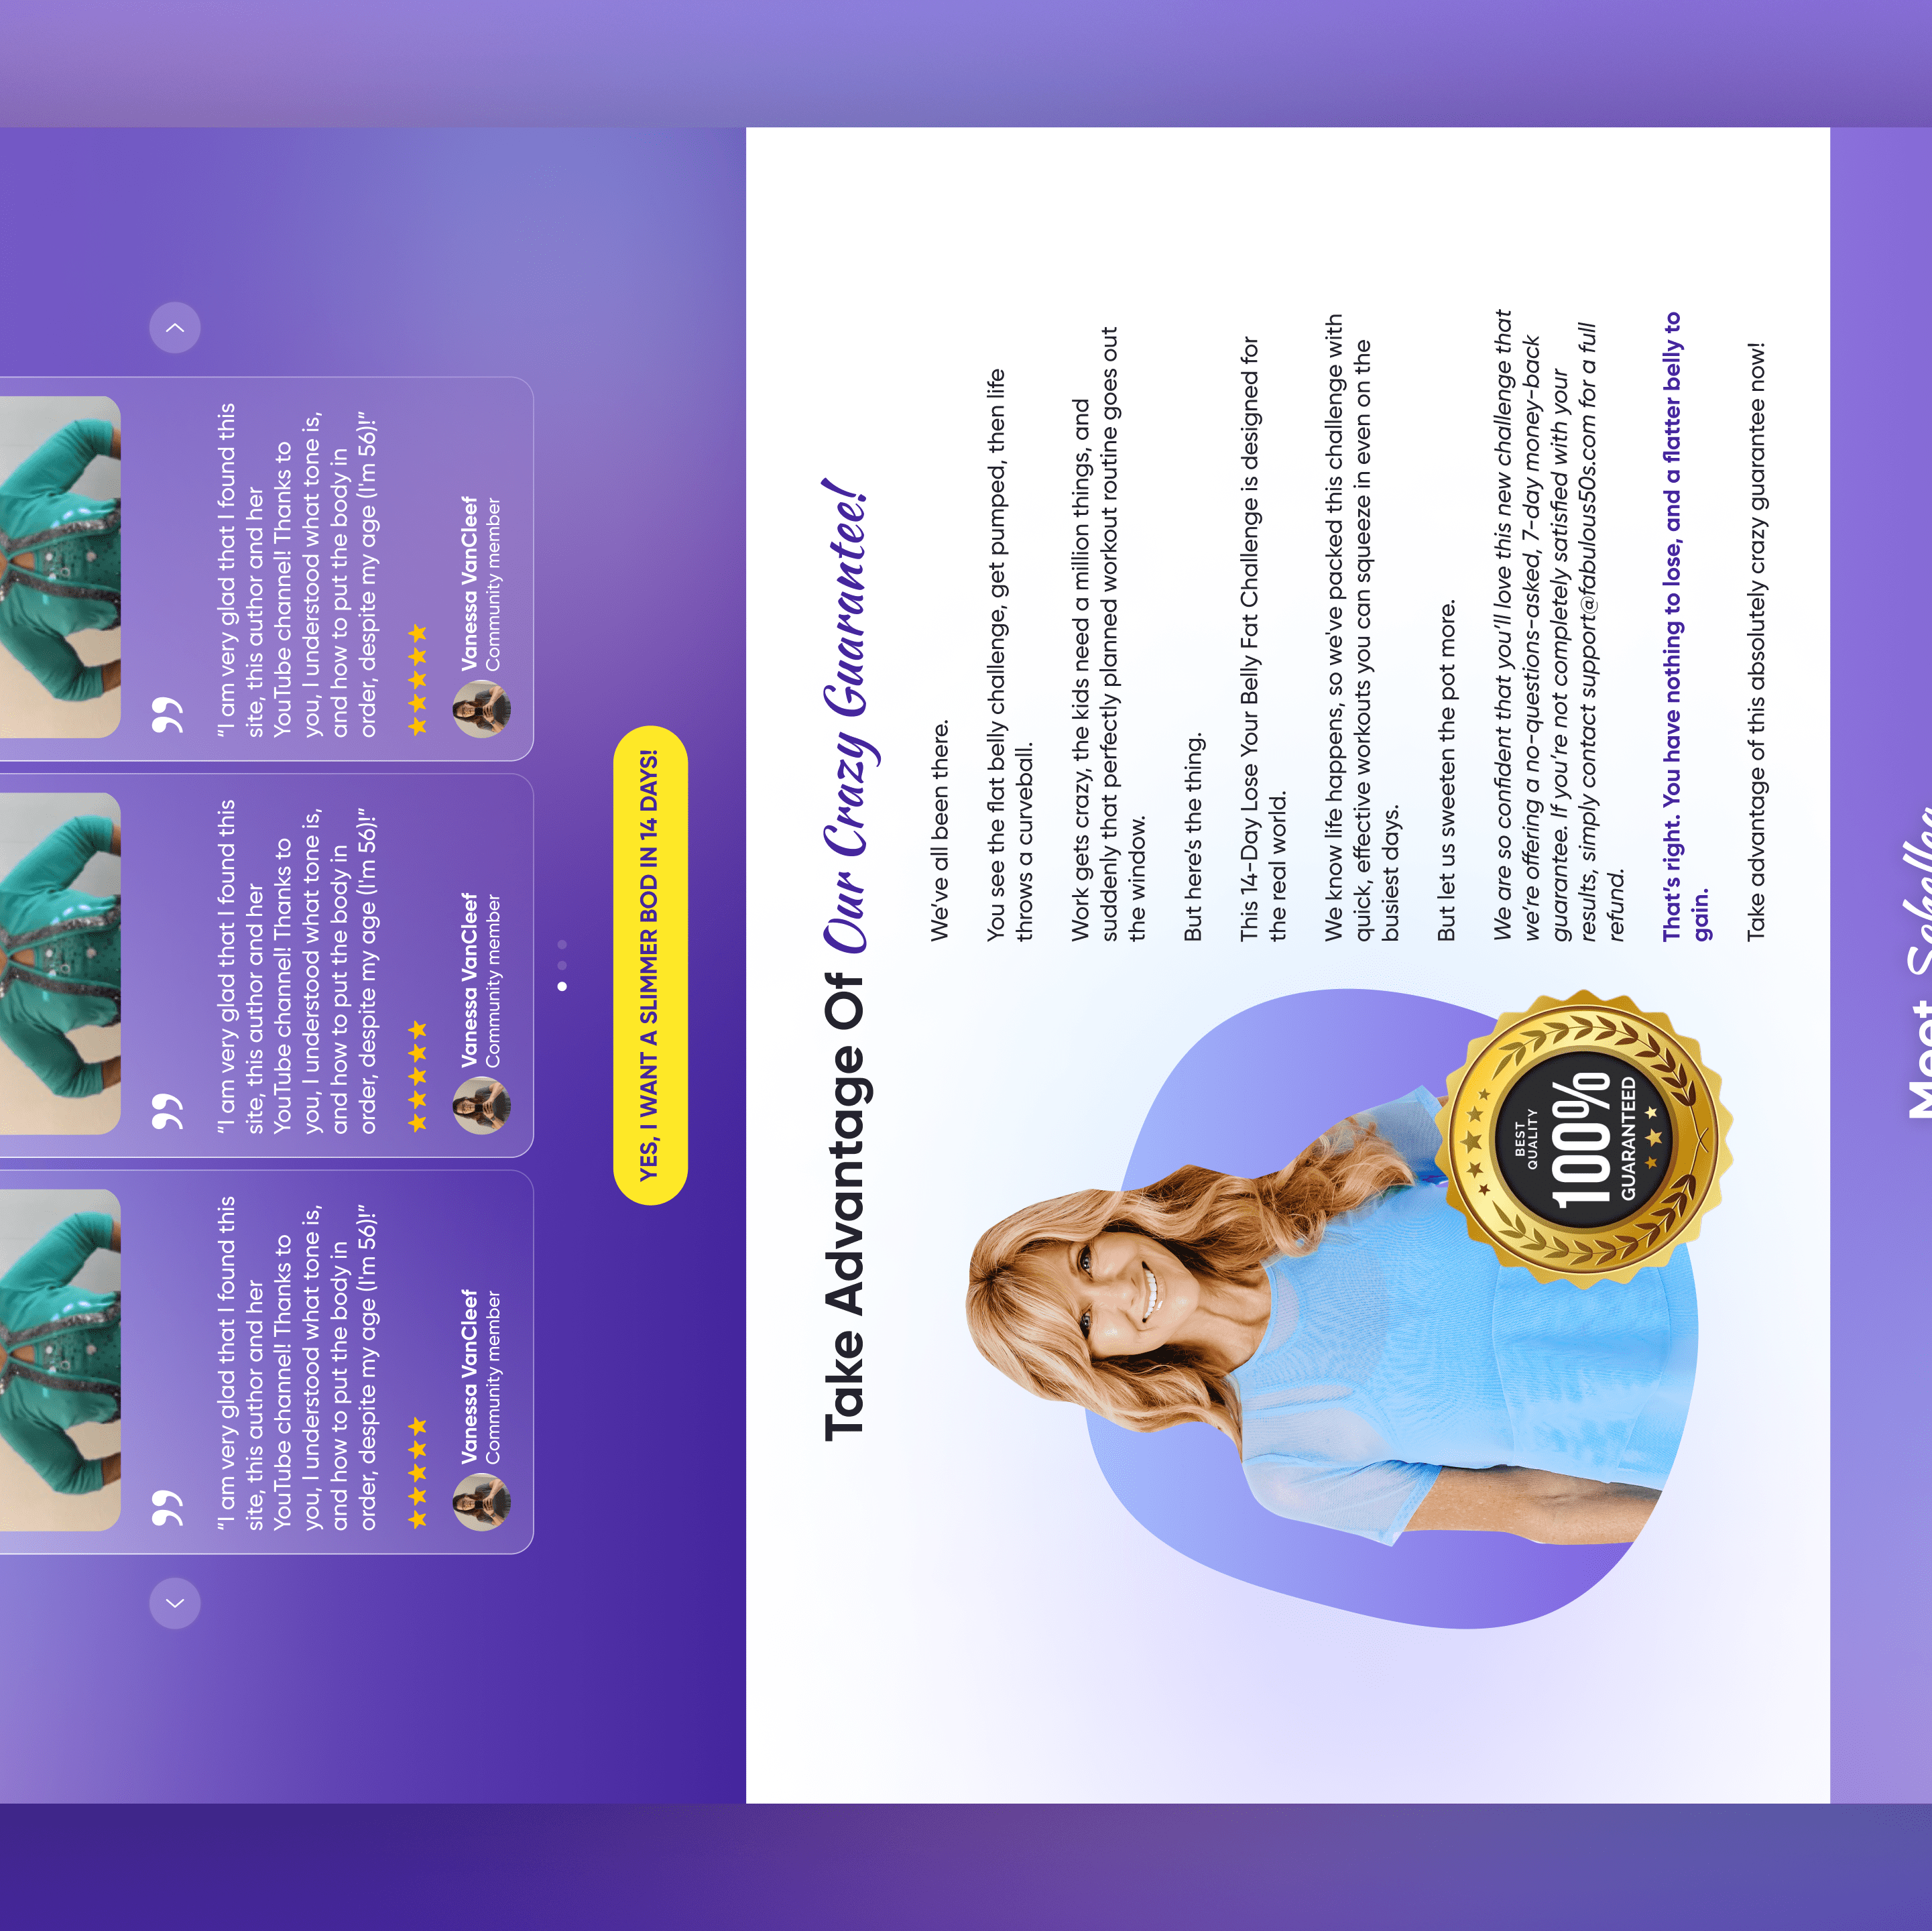 "I am very glad that I found this
site, this author and her
YouTube channel! Thanks to
you, I understood what tone is,
and how to put the body in
order, despite my age (I'm 56)!"
Vanessa VanCleef
Community member
"I am very glad that I found this
site, this author and her
YouTube channel! Thanks to
you, I understood what tone is,
and how to put the body in
order, despite my age (I'm 56)!"
Vanessa VanCleef
Community member
"I am very glad that I found this
site, this author and her
YouTube channel! Thanks to
you, I understood what tone is,
and how to put the body in
order, despite my age (I'm 56)!"
Vanessa VanCleef
Community member
YES, I WANT A SLIMMER BOD IN 14 DAYS!
Take Advantage Of Our Crazy Guarantee!
We've all been there.
You see the flat belly challenge, get pumped, then life
throws a curveball.
Work gets crazy, the kids need a million things, and
suddenly that perfectly planned workout routine goes out
the window.
But here's the thing.
This 14-Day Lose Your Belly Fat Challenge is designed for
the real world.
We know life happens, so we've packed this challenge with
quick, effective workouts you can squeeze in even on the
busiest days.
But let us sweeten the pot more.
We are so confident that you'll love this new challenge that
we're offering a no-questions-asked, 7-day money-back
guarantee. If you're not completely satisfied with your
results, simply contact support@fabulous50s.com for a full
refund.
That's right. You have nothing to lose, and a flatter belly to
gain.
Take advantage of this absolutely crazy guarantee now!
BEST
QUALITY
100%
GUARANTEED
Meet